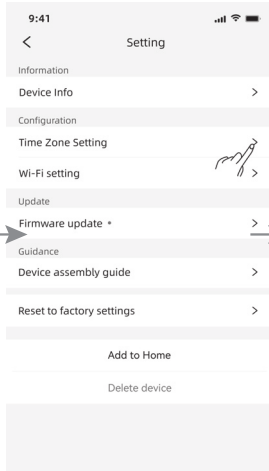 9:41
Setting
Information
Device Info
Configuration
Time Zone Setting
Wi-Fi setting
Update
Firmware update
Guidance
Device assembly guide
Reset to factory settings
Add to Home
Delete device